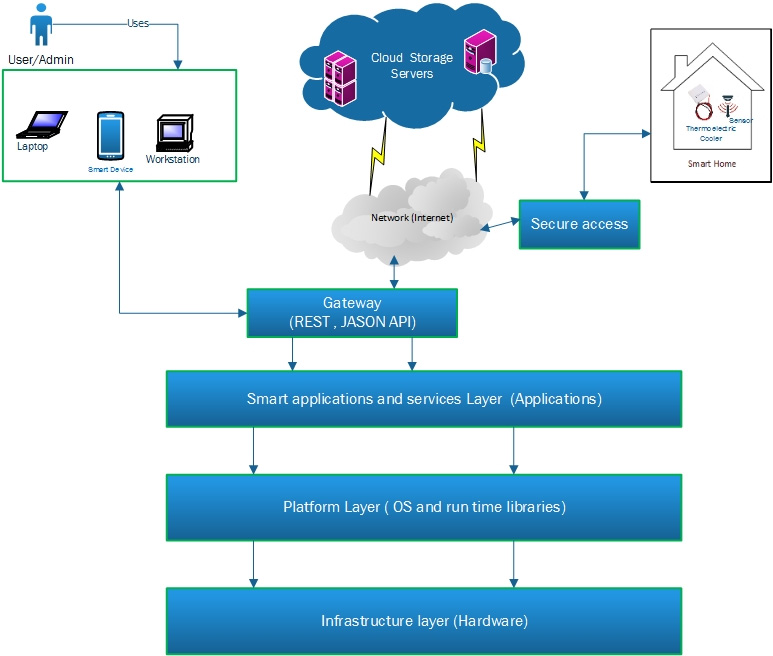 Uses
User/Admin
Laptop
Smart Device
Workstation
Cloud Storage
Servers
Sensor
Thermoelectric
Cooler
Smart Home
Network (Internet)
Secure access
Gateway
(REST , JASON API)
Smart applications and services Layer (Applications)
Platform Layer ( OS and run time libraries)
Infrastructure layer (Hardware)